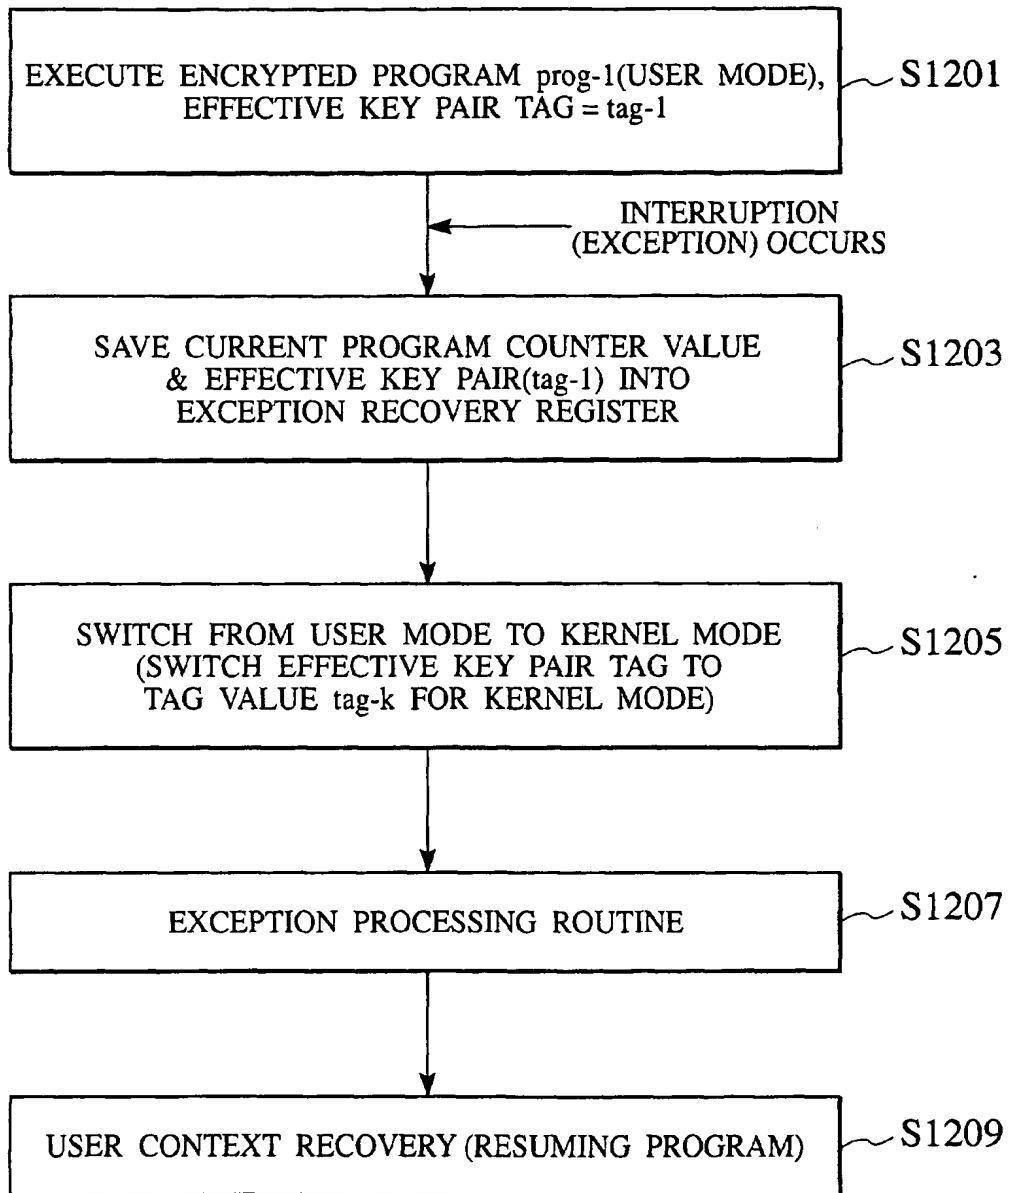 EXECUTE ENCRYPTED PROGRAM prog-1(USER MODE),
EFFECTIVE KEY PAIR TAG = tag-1
S1201
INTERRUPTION
(EXCEPTION) OCCURS
SAVE CURRENT PROGRAM COUNTER VALUE
& EFFECTIVE KEY PAIR(tag-1) INTO
EXCEPTION RECOVERY REGISTER
S1203
SWITCH FROM USER MODE TO KERNEL MODE
(SWITCH EFFECTIVE KEY PAIR TAG TO
TAG VALUE tag-k FOR KERNEL MODE)
S1205
EXCEPTION PROCESSING ROUTINE
S1207
USER CONTEXT RECOVERY (RESUMING PROGRAM)
S1209